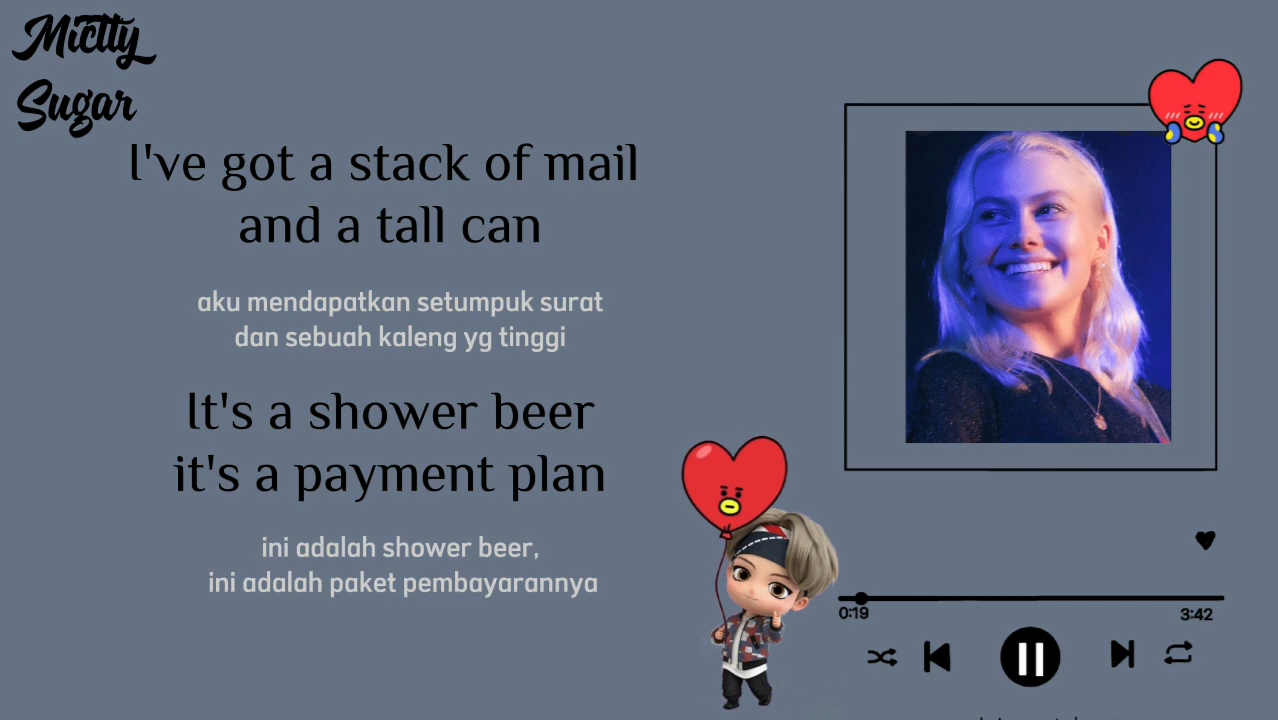 Mictty
Sugar
I've got a stack of mail
and a tall can
aku mendapatkan setumpuk surat
dan sebuah kaleng yg tinggi
It's a shower beer
it's a payment plan
ini adalah shower beer,
ini adalah paket pembayarannya
0:19
3:42